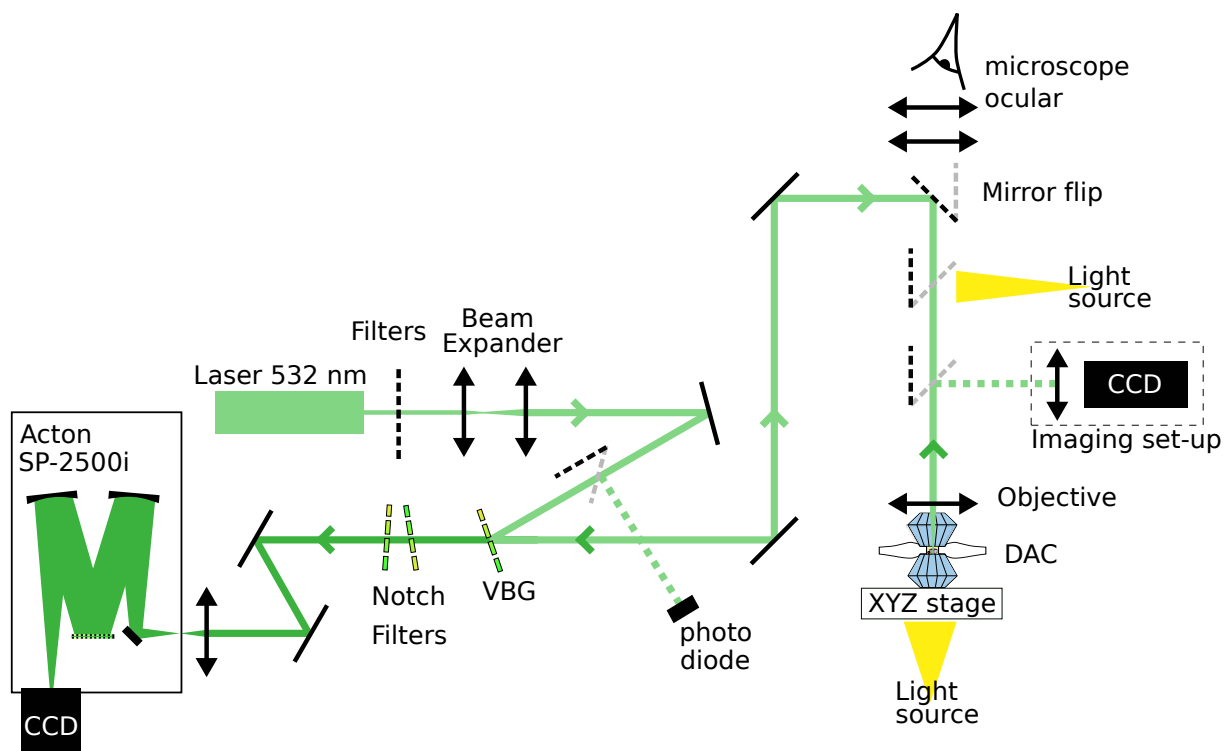 microscope
ocular
Mirror flip
Light
source
Beam
Expander
Filters
Laser 532 nm
CCD
Imaging set-up
Acton
SP-2500i
Objective
DAC
Notch
Filters
VBG
XYZ stage
photo
diode
Light
source
CCD